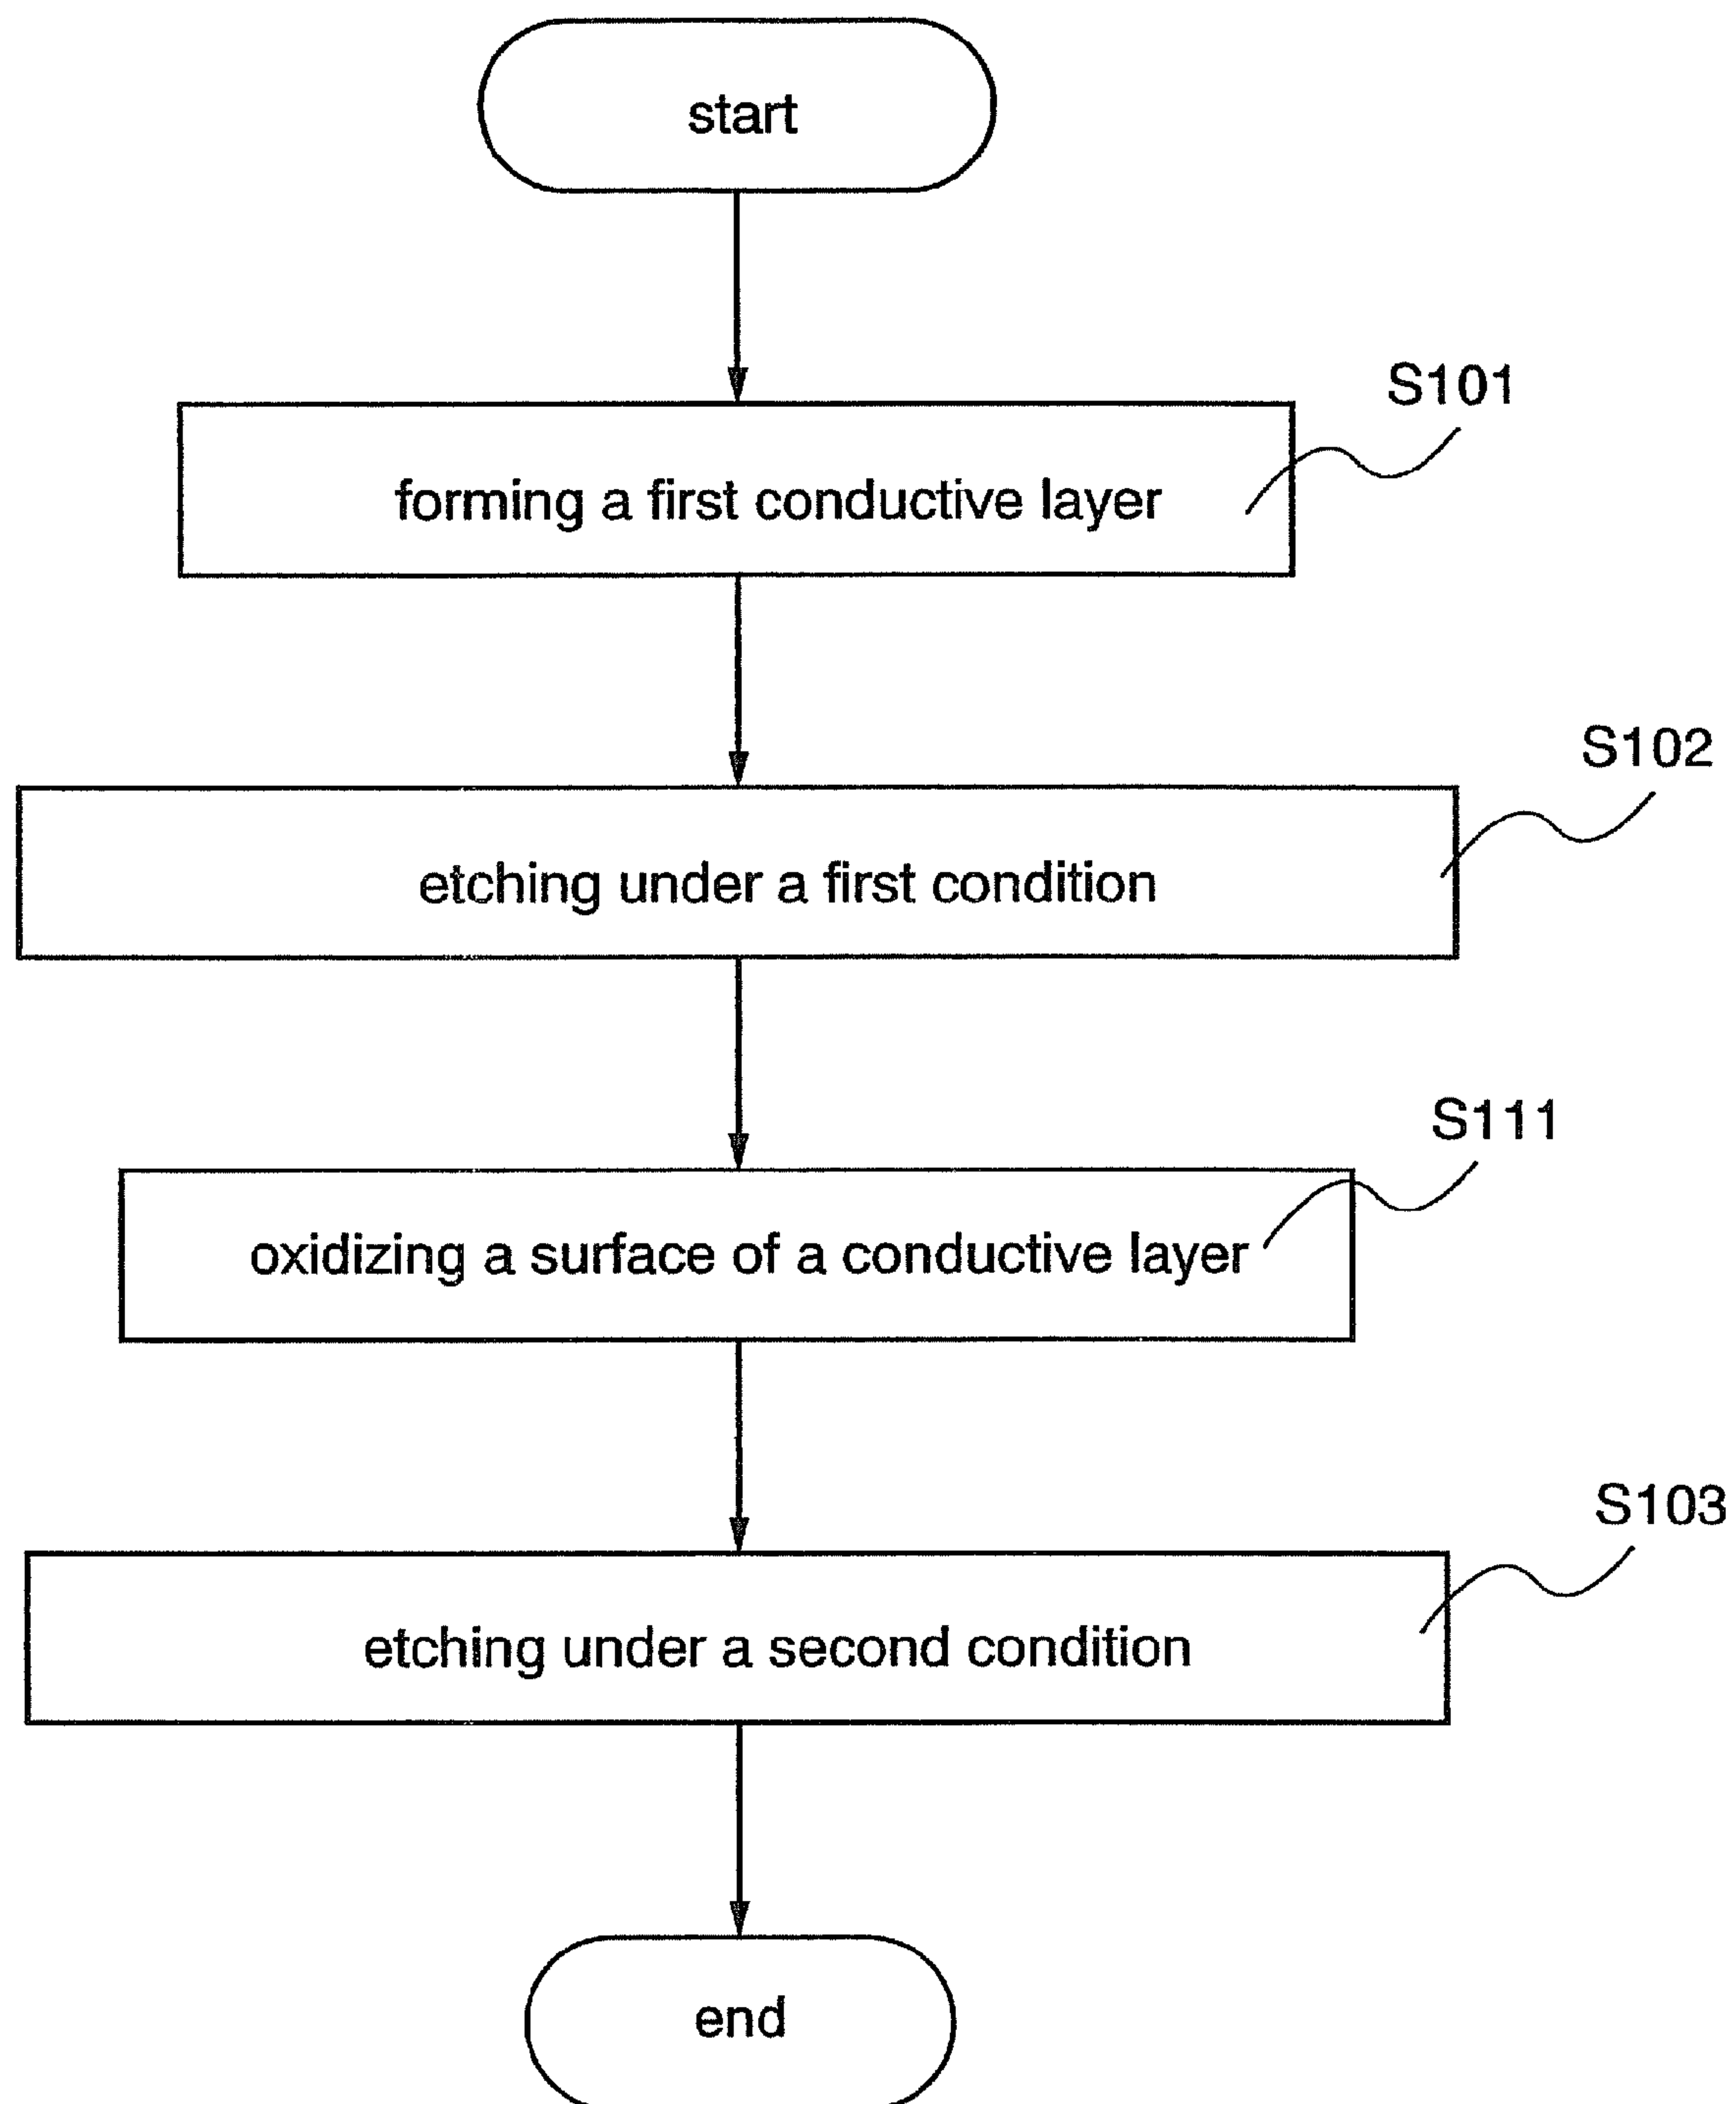 start
S101
forming a first conductive layer
S102
etching under a first condition
S111
oxidizing a surface of a conductive layer
S103
etching under a second condition
end